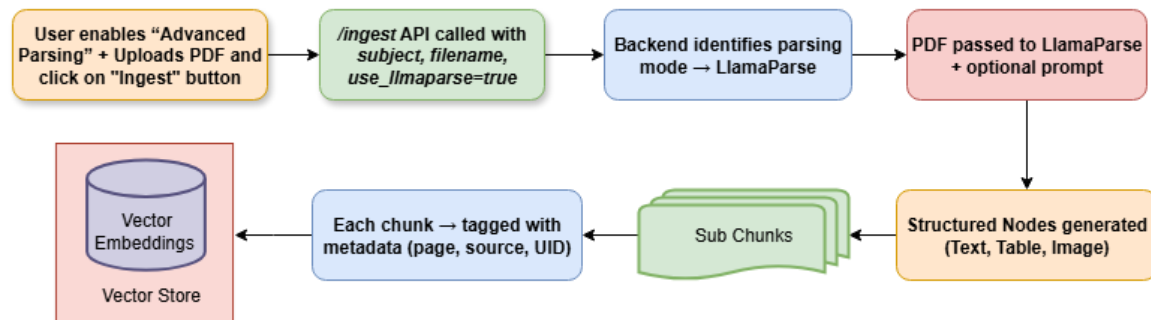 User enables “Advanced
Parsing” + Uploads PDF and
click on "Ingest" button
/ingest API called with
subject, filename,
use_llmaparse=true
Backend identifies parsing
mode → LlamaParse
PDF passed to LlamaParse
+ optional prompt
Structured Nodes generated
(Text, Table, Image)
Sub Chunks
Each chunk → tagged with
metadata (page, source, UID)
Vector
Embeddings
Vector Store